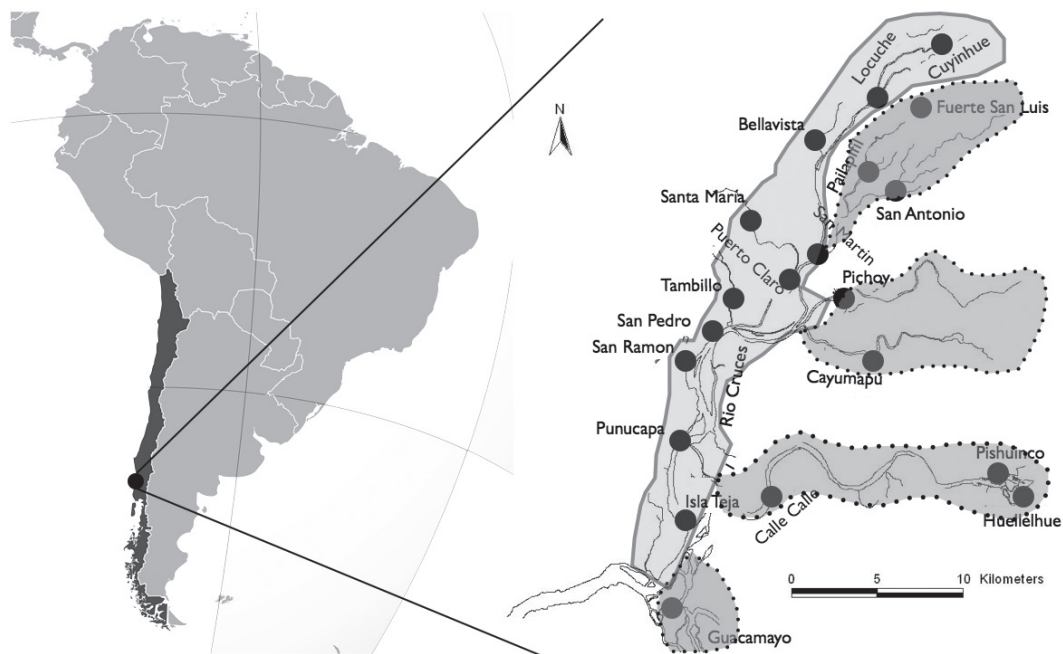 N
Locuche
Cuyinhue
Bellavista
Fuerte San Luis
Pailapifil
Santa Maria
San Antonio
San Martin
Puerto Claro
Tambillo
Pichoy
San Pedro
San Ramon
Rio Cruces
Cayumapu
Punucapa
Pishuinco
Isla Teja
Calle Calle
Huellelhue
0 5 10 Kilometers
Guacamayo